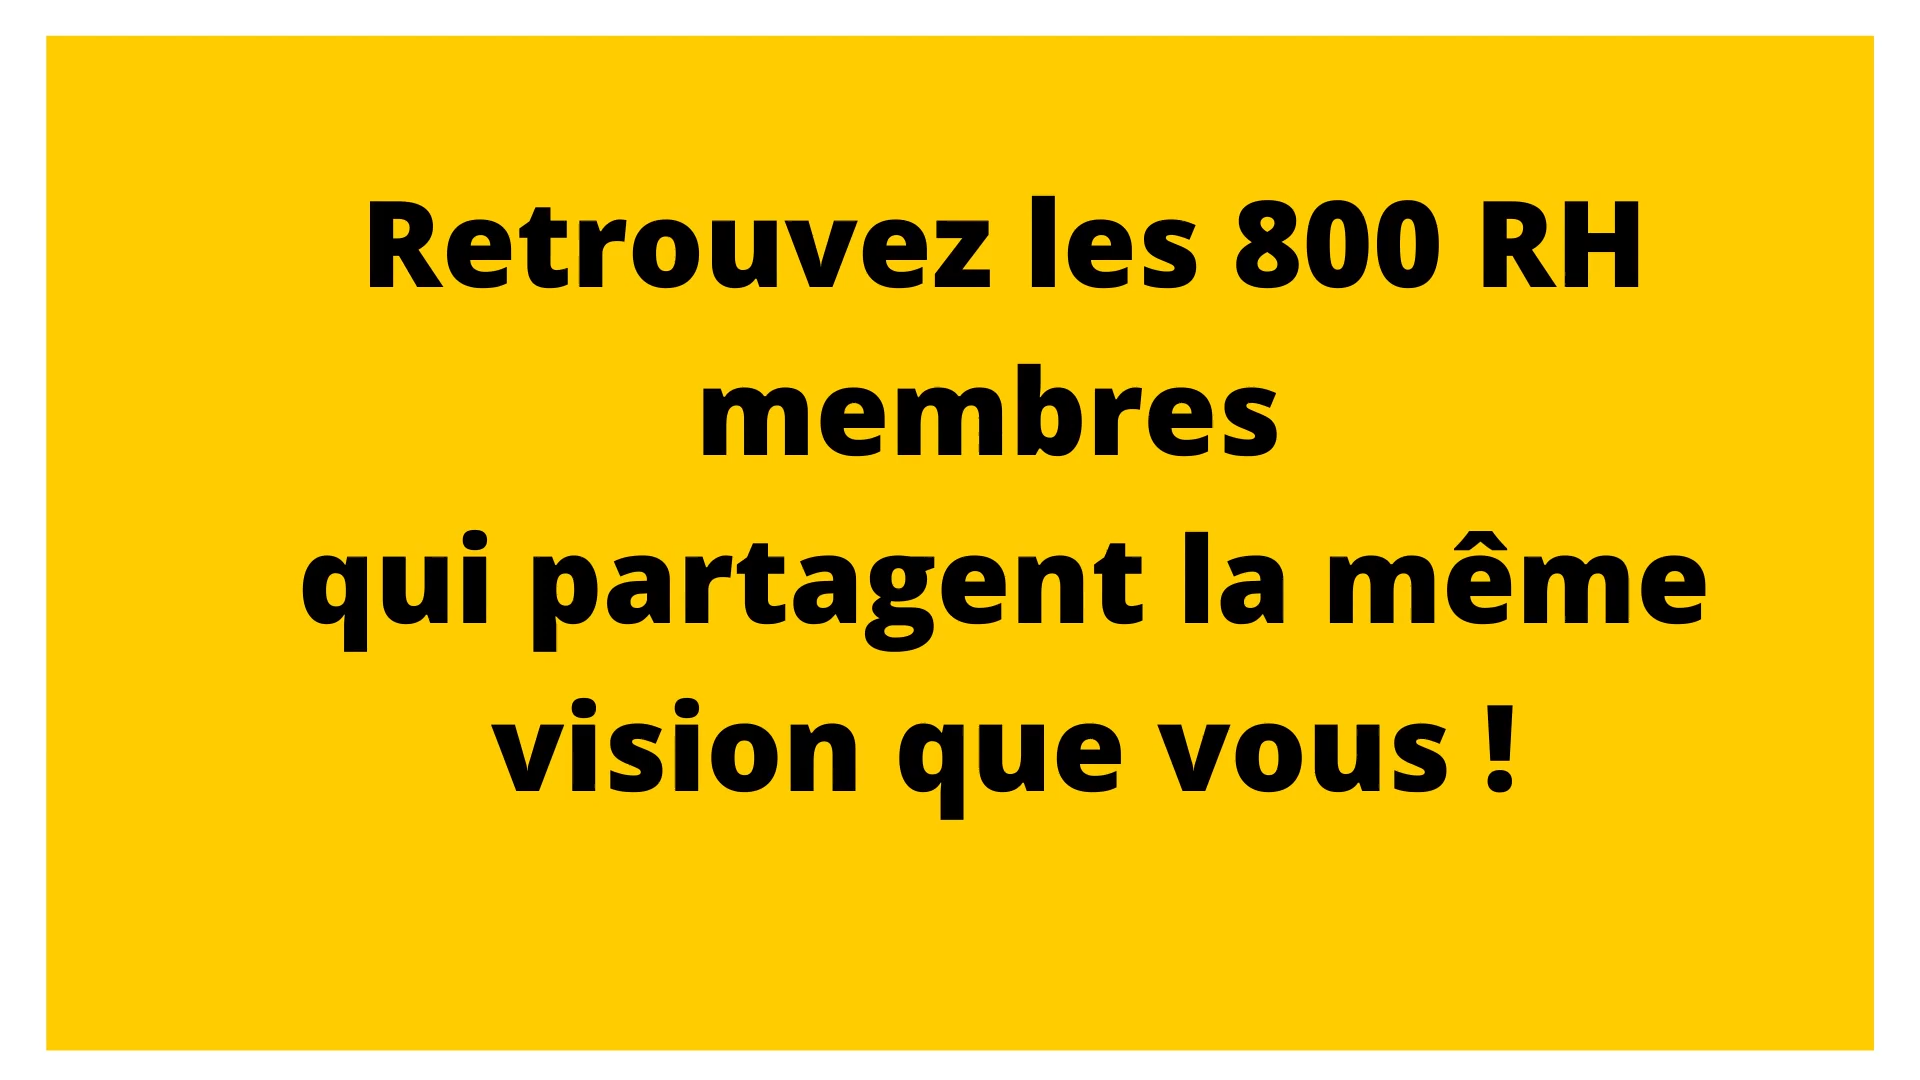 Retrouvez les 800 RH
membres
qui partagent la même
vision que vous !